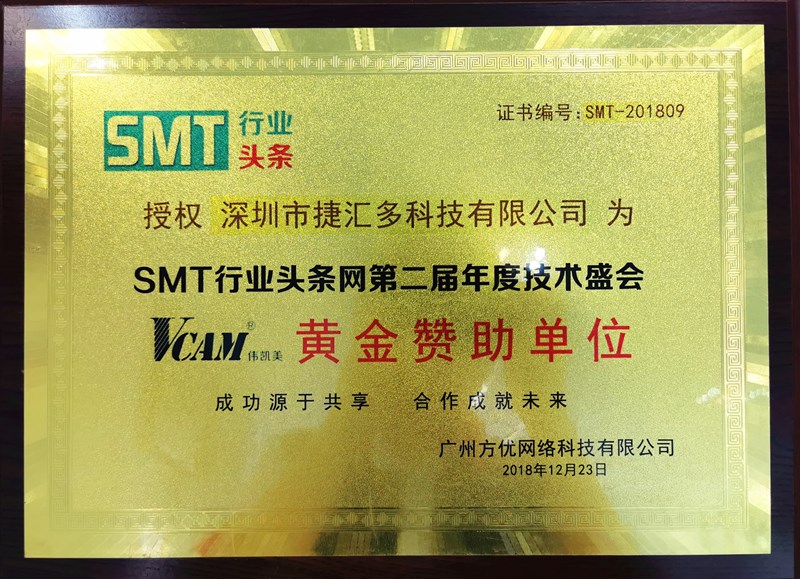 证书编号：SMT-201809
SMT 行业
头条
授权 深圳市捷汇多科技有限公司 为
SMT行业头条网第二届年度技术盛会
VCAM® 伟凯美 黄金赞助单位
成功源于共享 合作成就未来
广州方优网络科技有限公司
2018年12月23日